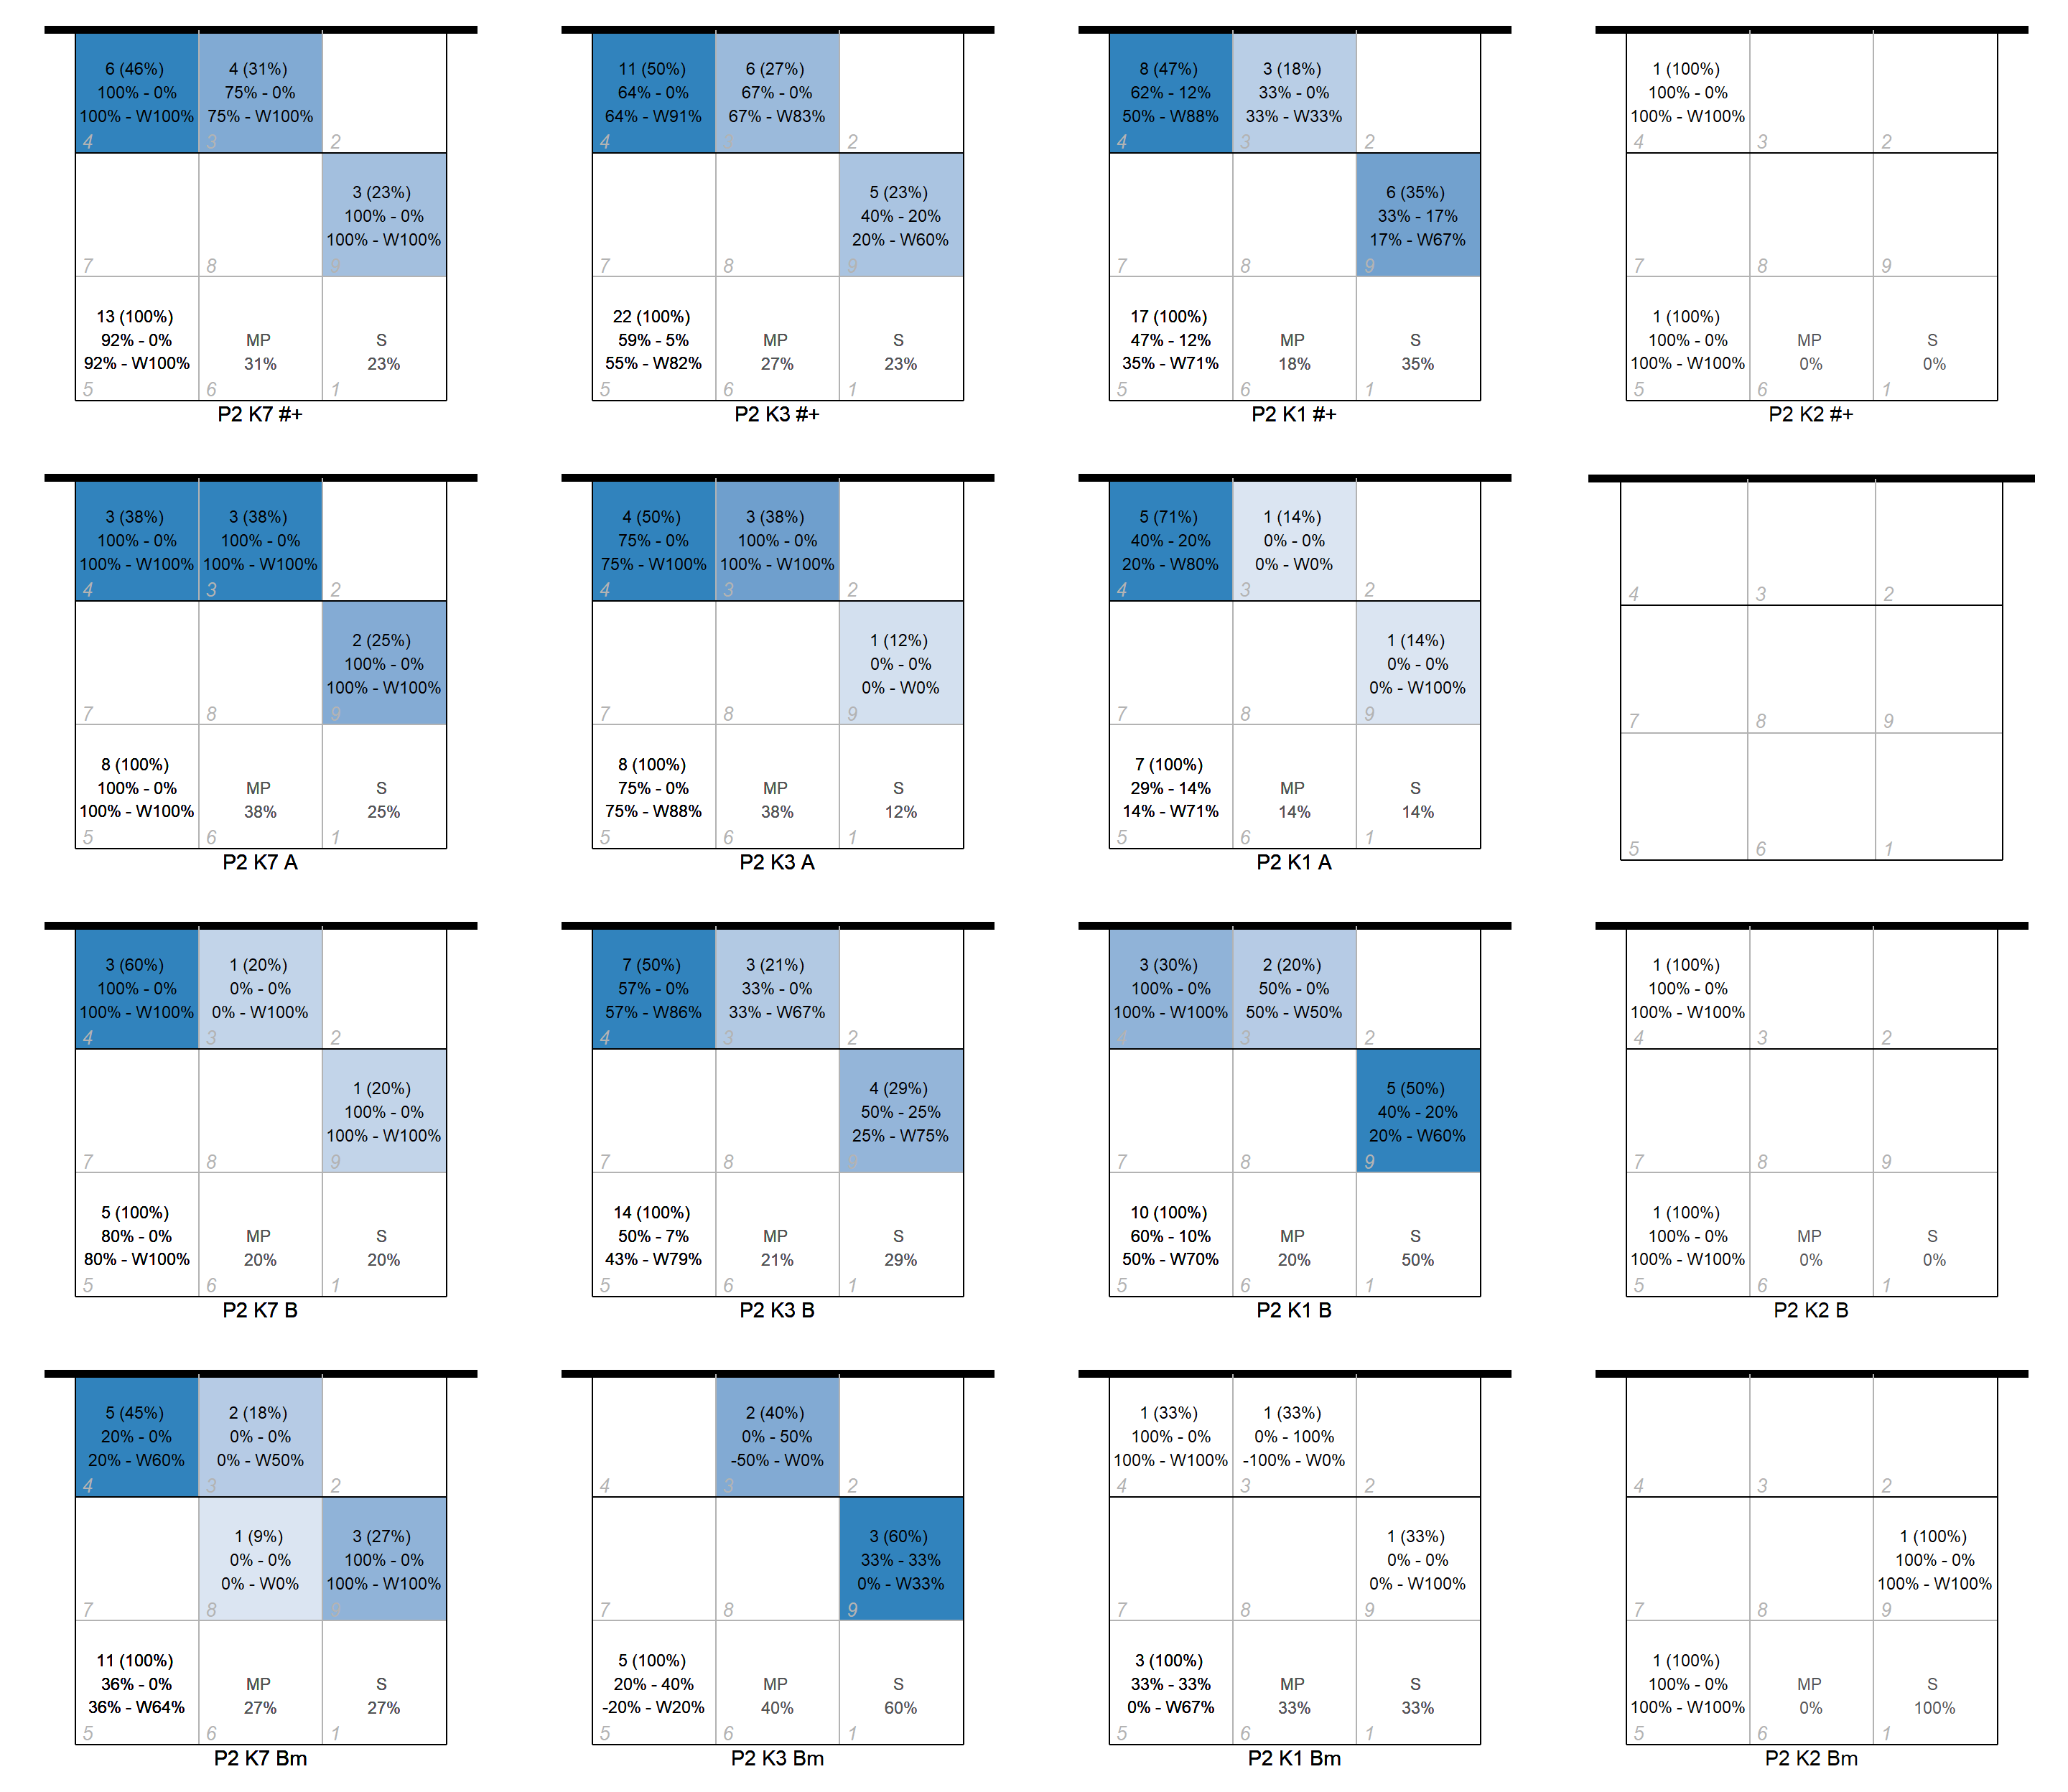 6 (46%) 4 (31%)
100% - 0% 75% - 0%
100% - W100% 75% - W100%
4 3 2
3 (23%)
100% - 0%
100% - W100%
7 8 9
13 (100%)
92% - 0% MP S
92% - W100% 31% 23%
5 6 1
P2 K7 #+
11 (50%) 6 (27%)
64% - 0% 67% - 0%
64% - W91% 67% - W83%
4 3 2
5 (23%)
40% - 20%
20% - W60%
7 8 9
22 (100%)
59% - 5% MP S
55% - W82% 27% 23%
5 6 1
P2 K3 #+
8 (47%) 3 (18%)
62% - 12% 33% - 0%
50% - W88% 33% - W33%
4 3 2
6 (35%)
33% - 17%
17% - W67%
7 8 9
17 (100%)
47% - 12% MP S
35% - W71% 18% 35%
5 6 1
P2 K1 #+
1 (100%)
100% - 0%
100% - W100%
4 3 2
7 8 9
1 (100%)
100% - 0% MP S
100% - W100% 0% 0%
5 6 1
P2 K2 #+
3 (38%) 3 (38%)
100% - 0% 100% - 0%
100% - W100% 100% - W100%
4 3 2
2 (25%)
100% - 0%
100% - W100%
7 8 9
8 (100%)
100% - 0% MP S
100% - W100% 38% 25%
5 6 1
P2 K7 A
4 (50%) 3 (38%)
75% - 0% 100% - 0%
75% - W100% 100% - W100%
4 3 2
1 (12%)
0% - 0%
0% - W0%
7 8 9
8 (100%)
75% - 0% MP S
75% - W88% 38% 12%
5 6 1
P2 K3 A
5 (71%) 1 (14%)
40% - 20% 0% - 0%
20% - W80% 0% - W0%
4 3 2
1 (14%)
0% - 0%
0% - W100%
7 8 9
7 (100%)
29% - 14% MP S
14% - W71% 14% 14%
5 6 1
P2 K1 A
4 3 2
7 8 9
5 6 1
3 (60%) 1 (20%)
100% - 0% 0% - 0%
100% - W100% 0% - W100%
4 3 2
1 (20%)
100% - 0%
100% - W100%
7 8 9
5 (100%)
80% - 0% MP S
80% - W100% 20% 20%
5 6 1
P2 K7 B
7 (50%) 3 (21%)
57% - 0% 33% - 0%
57% - W86% 33% - W67%
4 3 2
4 (29%)
50% - 25%
25% - W75%
7 8 9
14 (100%)
50% - 7% MP S
43% - W79% 21% 29%
5 6 1
P2 K3 B
3 (30%) 2 (20%)
100% - 0% 50% - 0%
100% - W100% 50% - W50%
4 3 2
5 (50%)
40% - 20%
20% - W60%
7 8 9
10 (100%)
60% - 10% MP S
50% - W70% 20% 50%
5 6 1
P2 K1 B
1 (100%)
100% - 0%
100% - W100%
4 3 2
7 8 9
1 (100%)
100% - 0% MP S
100% - W100% 0% 0%
5 6 1
P2 K2 B
5 (45%) 2 (18%)
20% - 0% 0% - 0%
20% - W60% 0% - W50%
4 3 2
1 (9%) 3 (27%)
0% - 0% 100% - 0%
0% - W0% 100% - W100%
7 8 9
11 (100%)
36% - 0% MP S
36% - W64% 27% 27%
5 6 1
P2 K7 Bm
2 (40%)
0% - 50%
-50% - W0%
4 3 2
3 (60%)
33% - 33%
0% - W33%
7 8 9
5 (100%)
20% - 40% MP S
-20% - W20% 40% 60%
5 6 1
P2 K3 Bm
1 (33%) 1 (33%)
100% - 0% 0% - 100%
100% - W100% -100% - W0%
4 3 2
1 (33%)
0% - 0%
0% - W100%
7 8 9
3 (100%)
33% - 33% MP S
0% - W67% 33% 33%
5 6 1
P2 K1 Bm
4 3 2
1 (100%)
100% - 0%
100% - W100%
7 8 9
1 (100%)
100% - 0% MP S
100% - W100% 0% 100%
5 6 1
P2 K2 Bm